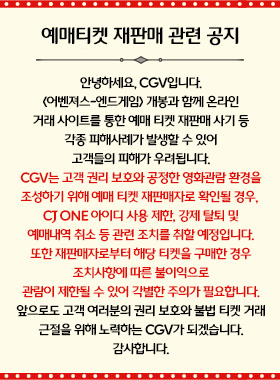 예매티켓 재판매 관련 공지
안녕하세요, CGV입니다.
<어벤져스-엔드게임> 개봉과 함께 온라인
거래 사이트를 통한 예매 티켓 재판매 사기 등
각종 피해사례가 발생할 수 있어
고객들의 피해가 우려됩니다.
CGV는 고객 권리 보호와 공정한 영화관람 환경을
조성하기 위해 예매 티켓 재판매자로 확인될 경우,
CJ ONE 아이디 사용 제한, 강제 탈퇴 및
예매내역 취소 등 관련 조치를 취할 예정입니다.
또한 재판매자로부터 해당 티켓을 구매한 경우
조치사항에 따른 불이익으로
관람이 제한될 수 있어 각별한 주의가 필요합니다.
앞으로도 고객 여러분의 권리 보호와 불법 티켓 거래
근절을 위해 노력하는 CGV가 되겠습니다.
감사합니다.